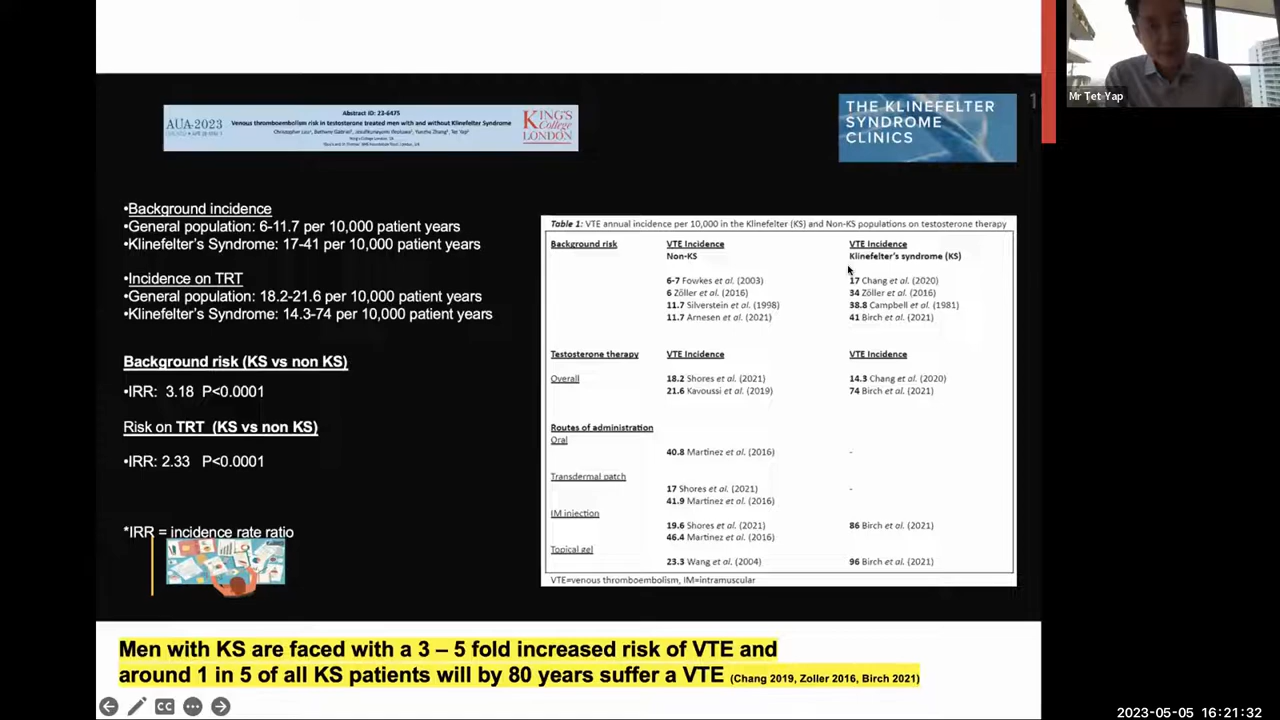 Abstract ID: 23-6475
AUA-2023
Venous thromboembolism risk in testosterone treated men with and without Klinefelter Syndrome
KING'S
College
LONDON
THE KLINEFELTER
SYNDROME
CLINICS
1
Mr Tet Yap
•Background incidence
•General population: 6-11.7 per 10,000 patient years
•Klinefelter's Syndrome: 17-41 per 10,000 patient years
•Incidence on TRT
•General population: 18.2-21.6 per 10,000 patient years
•Klinefelter's Syndrome: 14.3-74 per 10,000 patient years
Background risk (KS vs non KS)
•IRR: 3.18 P<0.0001
Risk on TRT (KS vs non KS)
•IRR: 2.33 P<0.0001
*IRR = incidence rate ratio
Table 1: VTE annual incidence per 10,000 in the Klinefelter (KS) and Non-KS populations on testosterone therapy
Background risk VTE Incidence VTE Incidence
Non-KS Klinefelter's syndrome (KS)
6-7 Fowkes et al. (2003) 17 Chang et al. (2020)
6 Zöller et al. (2016) 34 Zöller et al. (2016)
11.7 Silverstein et al. (1998) 38.8 Campbell et al. (1981)
11.7 Arnesen et al. (2021) 41 Birch et al. (2021)
Testosterone therapy VTE Incidence VTE Incidence
Overall 18.2 Shores et al. (2021) 14.3 Chang et al. (2020)
21.6 Kavoussi et al. (2019) 74 Birch et al. (2021)
Routes of administration
Oral
40.8 Martinez et al. (2016) -
Transdermal patch
17 Shores et al. (2021) -
41.9 Martinez et al. (2016)
IM injection
19.6 Shores et al. (2021) 86 Birch et al. (2021)
46.4 Martinez et al. (2016)
Topical gel
23.3 Wang et al. (2004) 96 Birch et al. (2021)
VTE=venous thromboembolism, IM=intramuscular
Men with KS are faced with a 3 – 5 fold increased risk of VTE and
around 1 in 5 of all KS patients will by 80 years suffer a VTE (Chang 2019, Zoller 2016, Birch 2021)
CC
2023-05-05 16:21:32